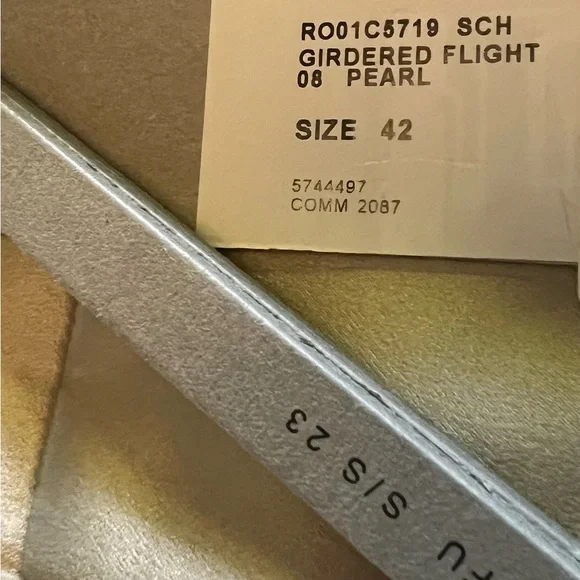 RO01C5719 SCH
GIRDERED FLIGHT
08 PEARL
SIZE 42
5744497
COMM 2087
FU S/S 23